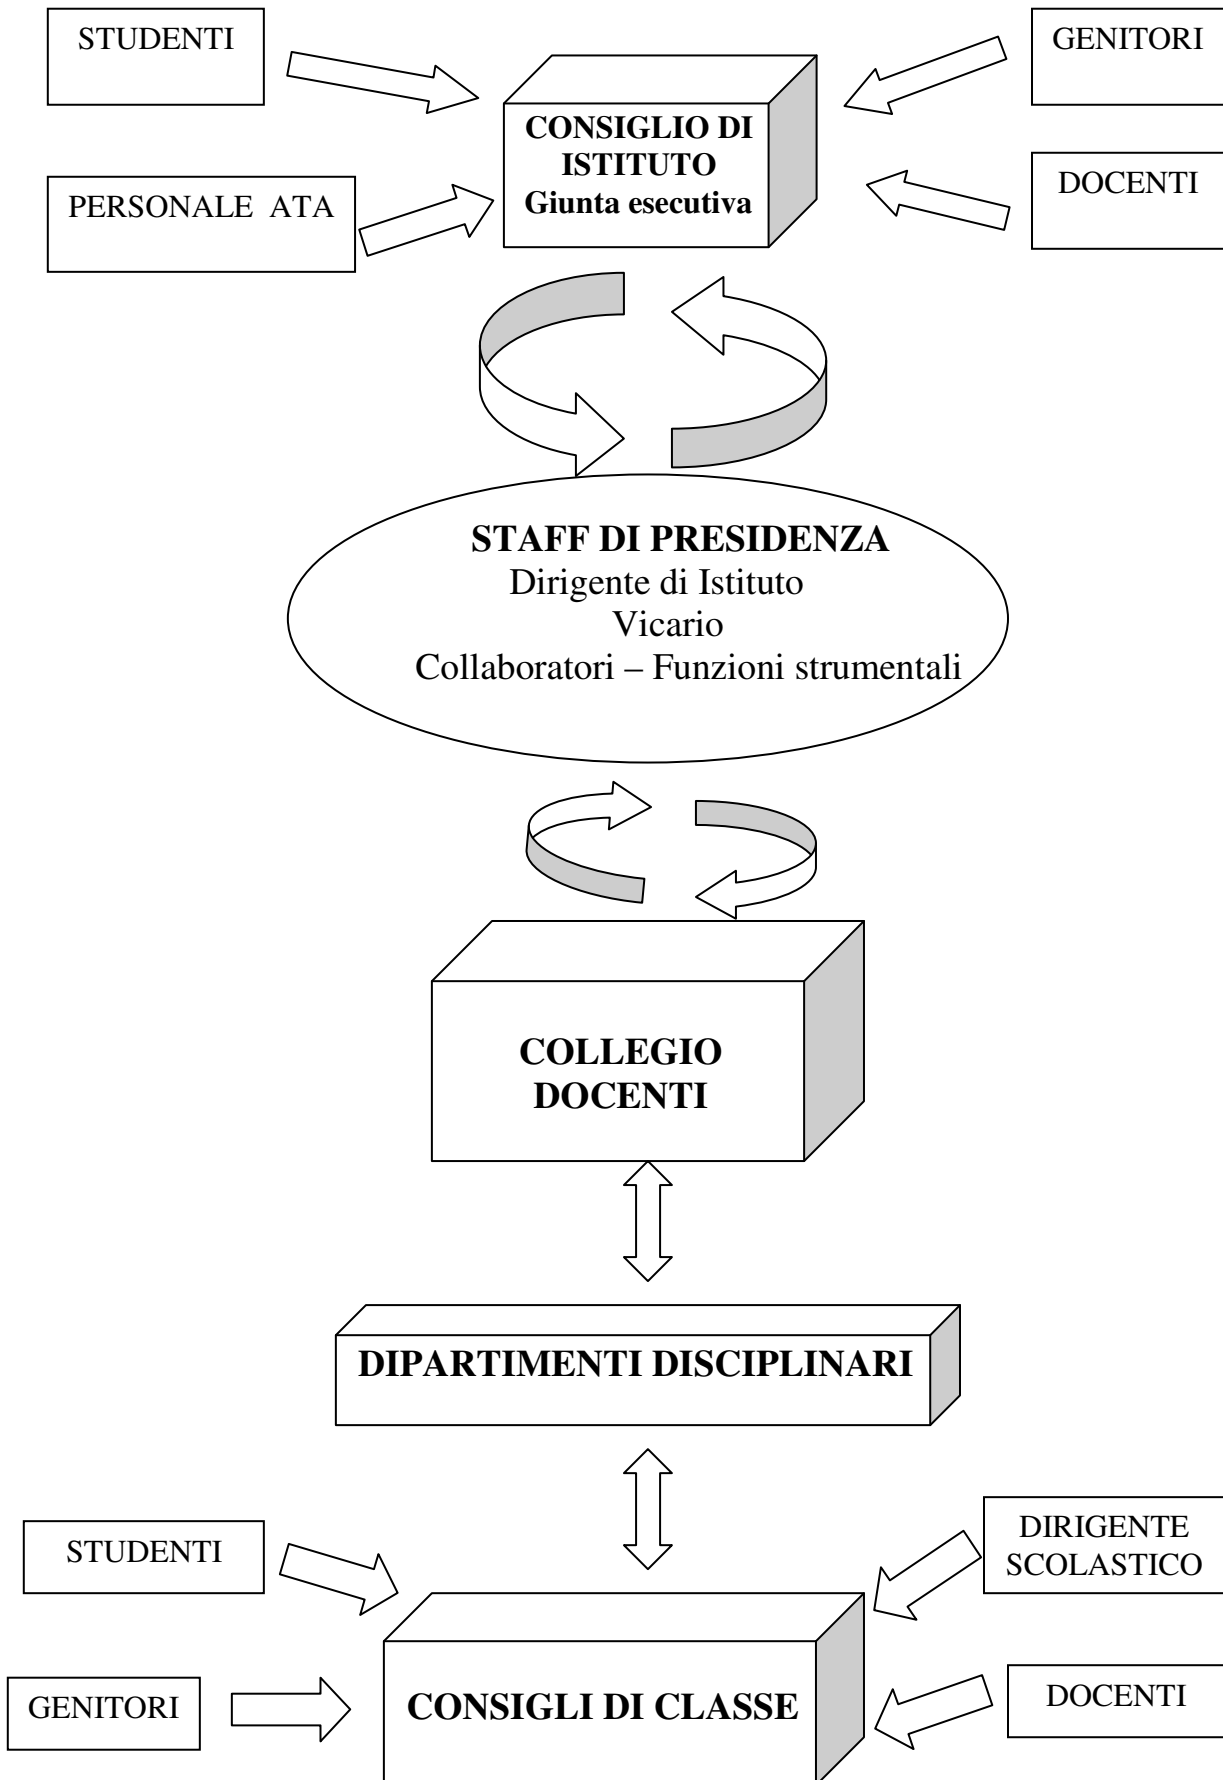 STUDENTI
GENITORI
CONSIGLIO DI
ISTITUTO
Giunta esecutiva
PERSONALE ATA
DOCENTI
STAFF DI PRESIDENZA
Dirigente di Istituto
Vicario
Collaboratori – Funzioni strumentali
COLLEGIO
DOCENTI
DIPARTIMENTI DISCIPLINARI
STUDENTI
DIRIGENTE
SCOLASTICO
GENITORI
CONSIGLI DI CLASSE
DOCENTI